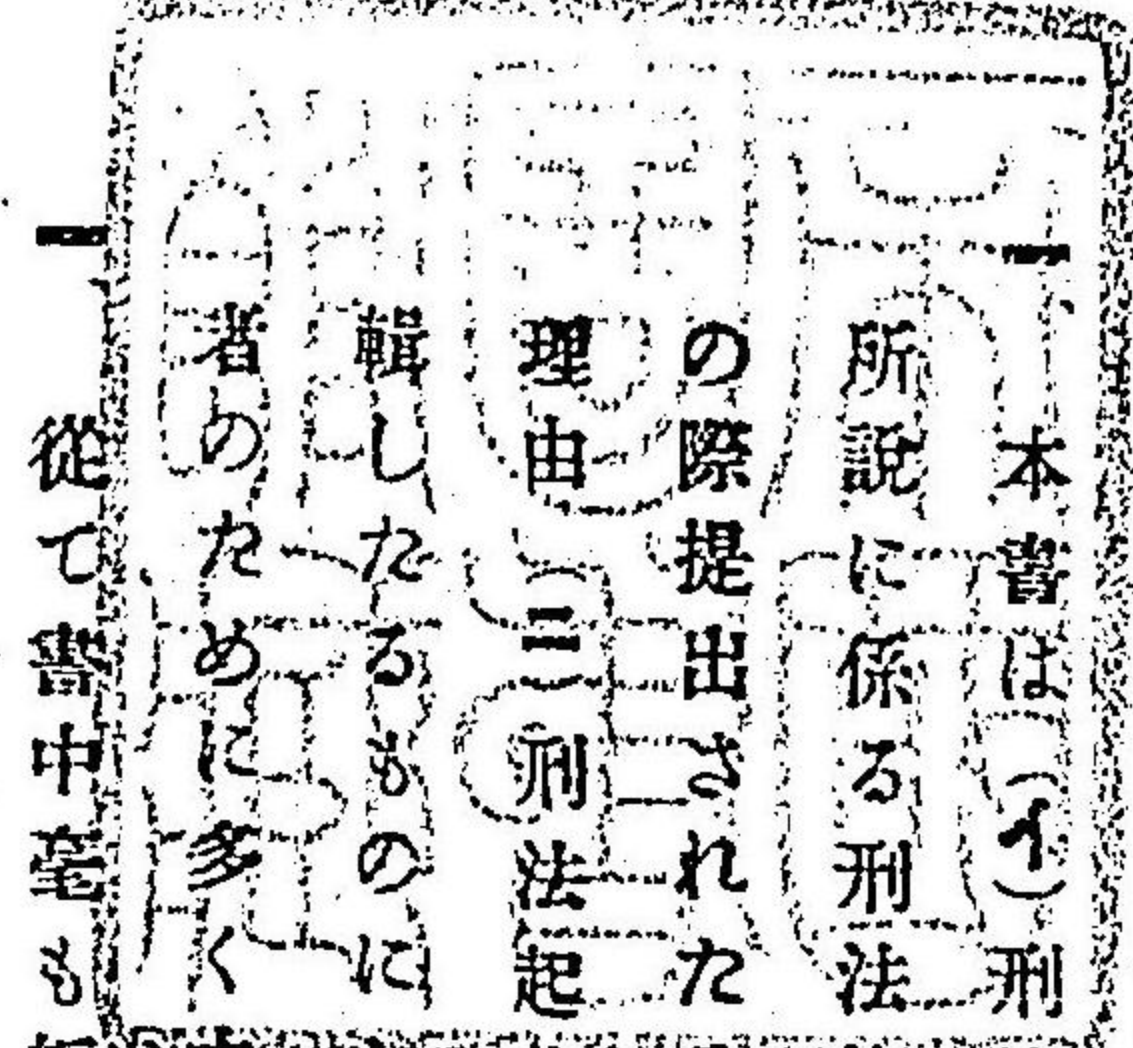 一 本書は(イ)刑
所說に係る刑法
の際提出された
理由(二)刑法起
輯したるものに
者のために多く
一 從て書中毫も